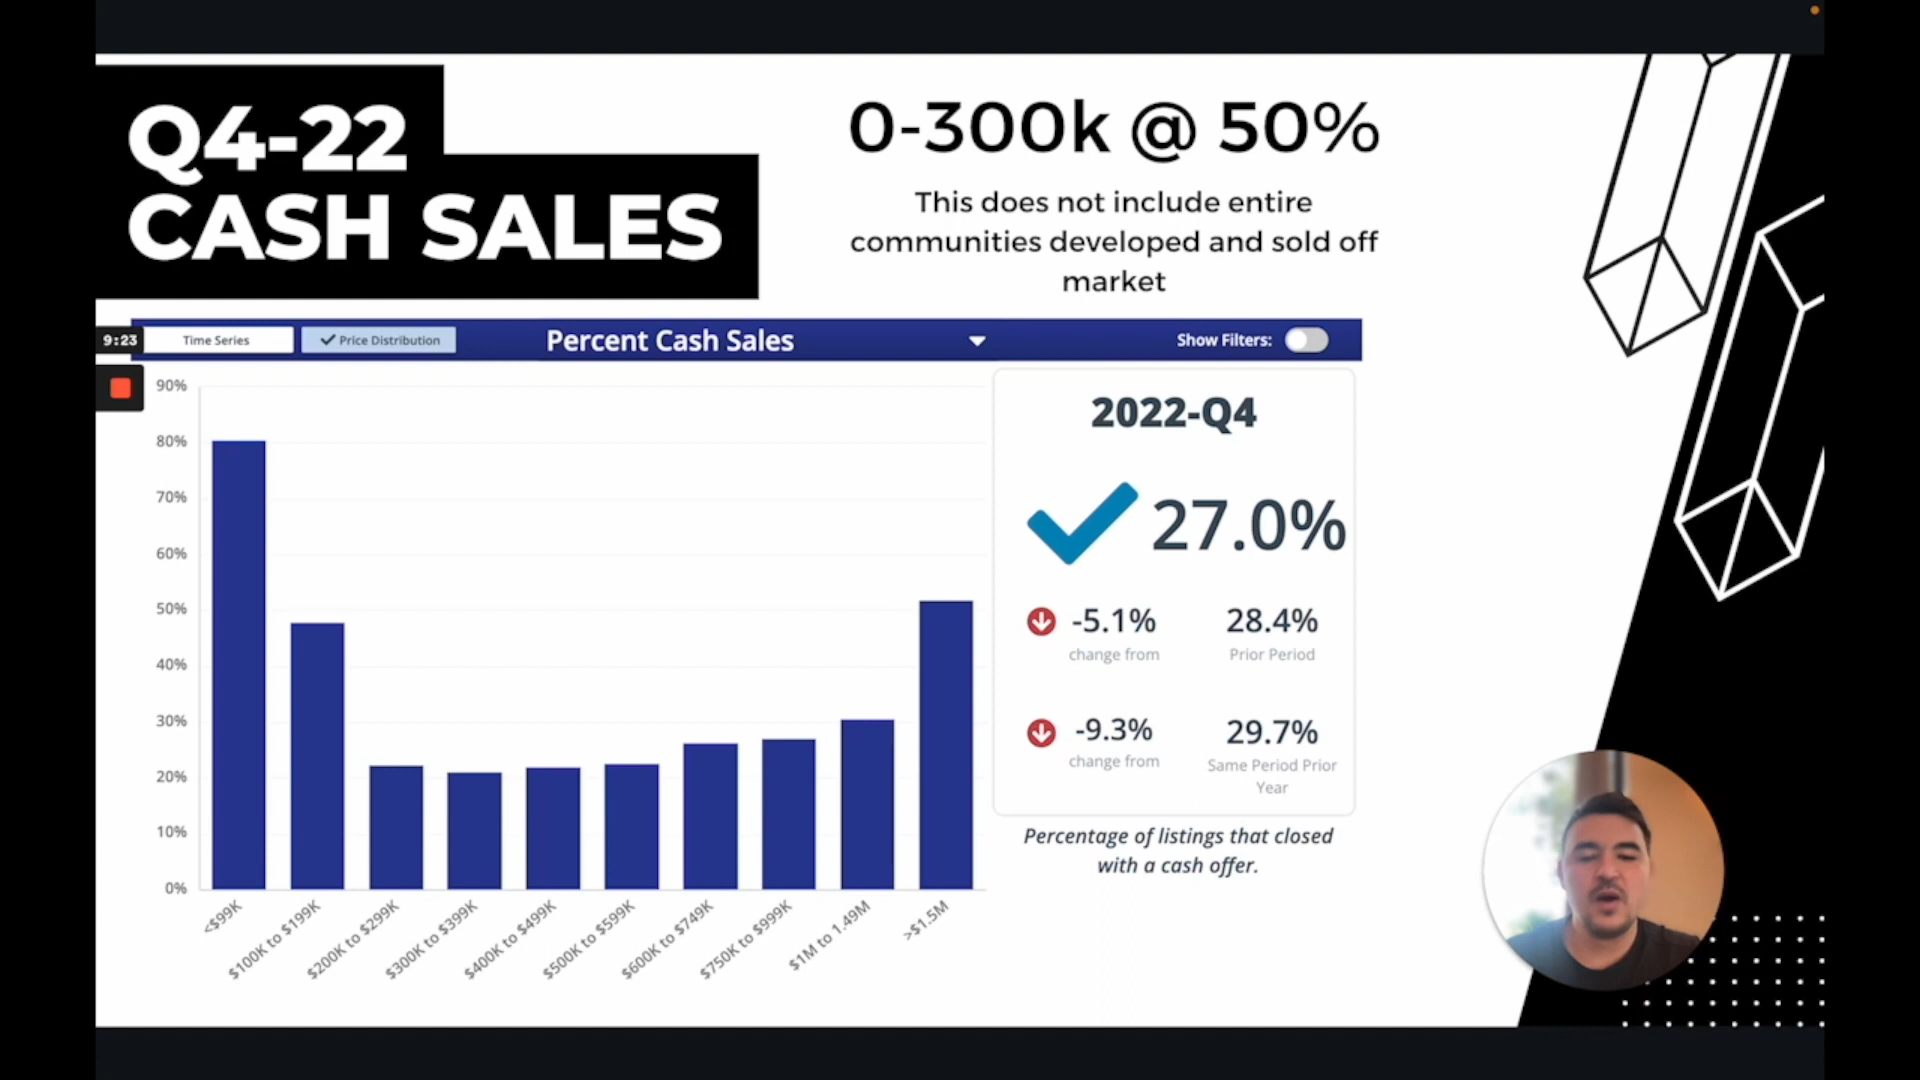 Q4-22
CASH SALES
0-300k @ 50%
This does not include entire
communities developed and sold off
market
9:23
Time Series
Price Distribution
Percent Cash Sales
Show Filters:
90%
80%
70%
60%
50%
40%
30%
20%
10%
0%
<$99K
$100K to $199K
$200K to $299K
$300K to $399K
$400K to $499K
$500K to $599K
$600K to $749K
$750K to $999K
$1M to 1.49M
>$1.5M
2022-Q4
27.0%
-5.1%
change from
28.4%
Prior Period
-9.3%
change from
29.7%
Same Period Prior
Year
Percentage of listings that closed
with a cash offer.